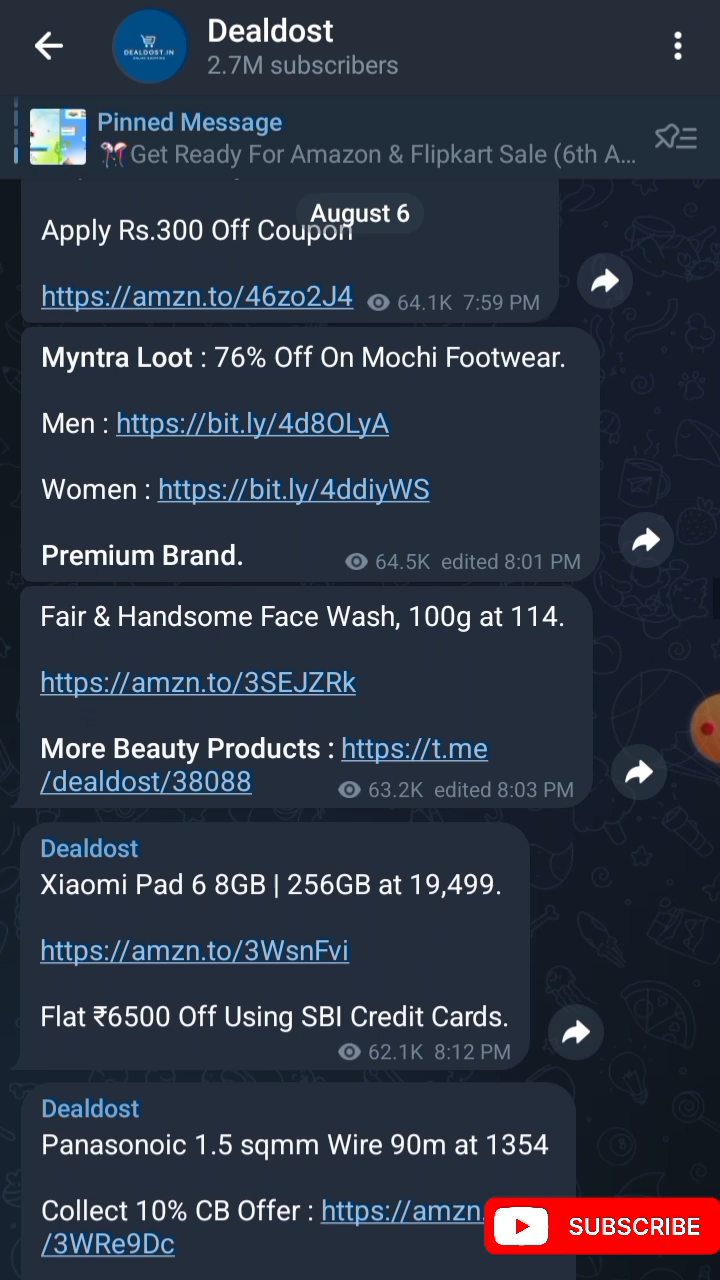 Dealdost
2.7M subscribers
DEALDOST.IN
Pinned Message
Get Ready For Amazon & Flipkart Sale (6th A...
August 6
Apply Rs.300 Off Coupon
https://amzn.to/46zo2J4 64.1K 7:59 PM
Myntra Loot : 76% Off On Mochi Footwear.
Men : https://bit.ly/4d8OLyA
Women : https://bit.ly/4ddiyWS
Premium Brand. 64.5K edited 8:01 PM
Fair & Handsome Face Wash, 100g at 114.
https://amzn.to/3SEJZRk
More Beauty Products : https://t.me
/dealdost/38088 63.2K edited 8:03 PM
Dealdost
Xiaomi Pad 6 8GB | 256GB at 19,499.
https://amzn.to/3WsnFvi
Flat ₹6500 Off Using SBI Credit Cards.
62.1K 8:12 PM
Dealdost
Panasonoic 1.5 sqmm Wire 90m at 1354
Collect 10% CB Offer : https://amzn.
/3WRe9Dc
SUBSCRIBE